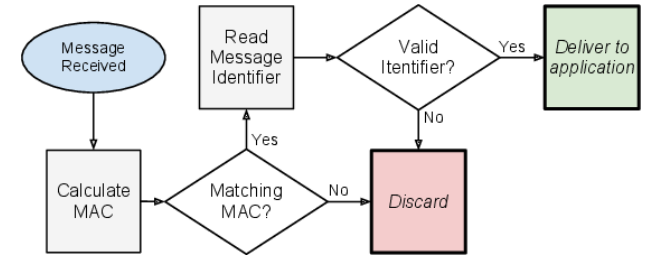 Message
Received
Calculate
MAC
Matching
MAC?
Yes
No
Read
Message
Identifier
Valid
Itentifier?
Yes
No
Deliver to
application
Discard